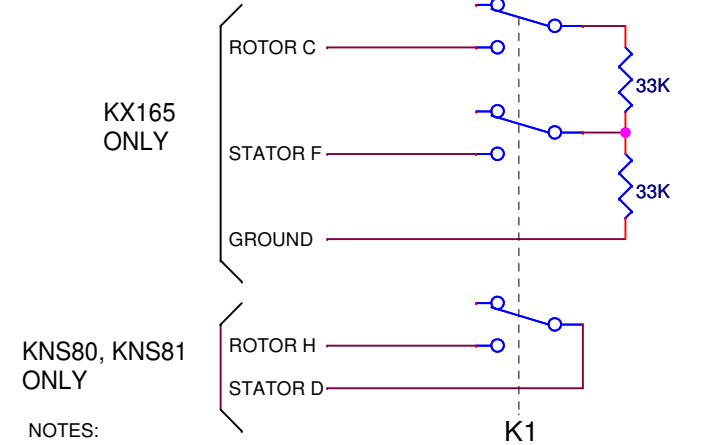 ROTOR C
33K
KX165
ONLY
STATOR F
33K
GROUND
KNS80, KNS81
ONLY
ROTOR H
STATOR D
NOTES:
K1